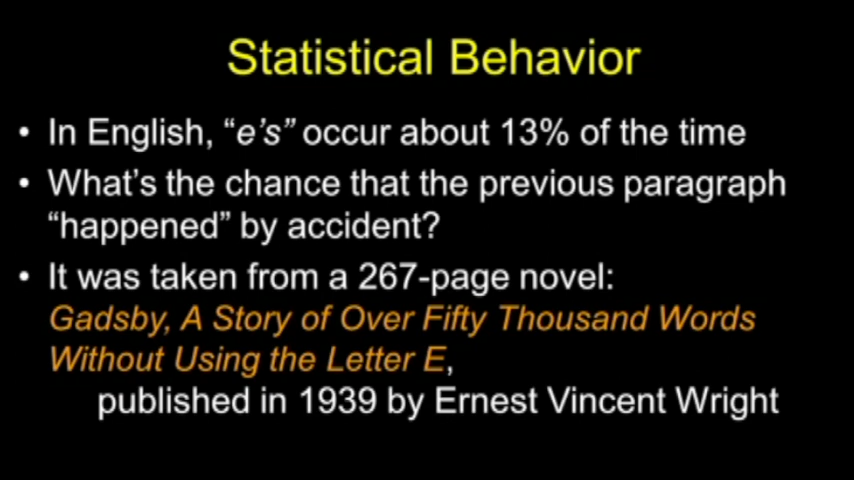 Statistical Behavior
• In English, “e’s” occur about 13% of the time
• What’s the chance that the previous paragraph
“happened” by accident?
• It was taken from a 267-page novel:
Gadsby, A Story of Over Fifty Thousand Words
Without Using the Letter E,
published in 1939 by Ernest Vincent Wright